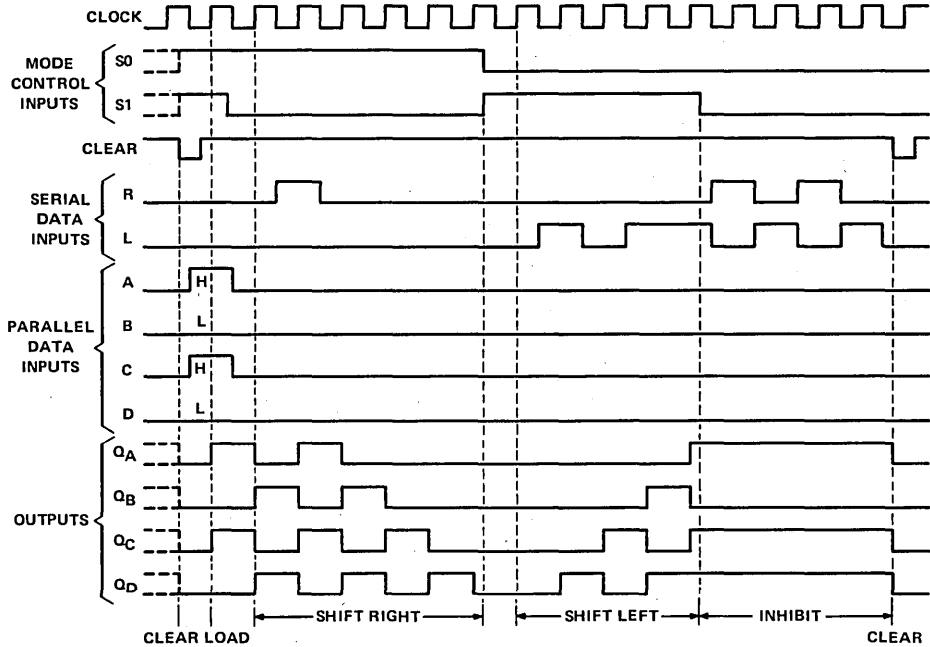 CLOCK
MODE
CONTROL
INPUTS
S0
S1
CLEAR
SERIAL
DATA
INPUTS
R
L
PARALLEL
DATA
INPUTS
A
H
B
L
C
H
D
L
OUTPUTS
QA
QB
QC
QD
SHIFT RIGHT
SHIFT LEFT
INHIBIT
CLEAR LOAD
CLEAR